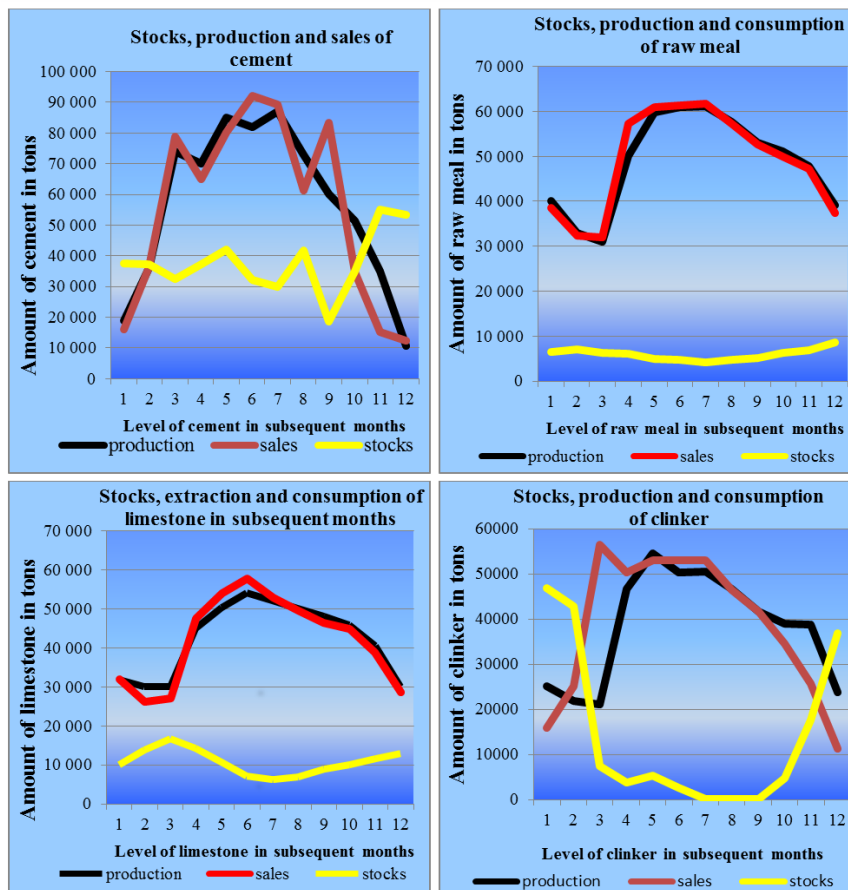 Stocks, production and sales of
cement
Amount of cement in tons
100 000
90 000
80 000
70 000
60 000
50 000
40 000
30 000
20 000
10 000
0
1 2 3 4 5 6 7 8 9 10 11 12
Level of cement in subsequent months
production sales stocks
Stocks, production and consumption
of raw meal
Amount of raw meal in tons
70 000
60 000
50 000
40 000
30 000
20 000
10 000
0
1 2 3 4 5 6 7 8 9 10 11 12
Level of raw meal in subsequent months
production sales stocks
Stocks, extraction and consumption of
limestone in subsequent months
Amount of limestone in tons
70 000
60 000
50 000
40 000
30 000
20 000
10 000
0
1 2 3 4 5 6 7 8 9 10 11 12
Level of limestone in subsequent months
production sales stocks
Stocks, production and consumption
of clinker
Amount of clinker in tons
60000
50000
40000
30000
20000
10000
0
1 2 3 4 5 6 7 8 9 10 11 12
Level of clinker in subsequent months
production sales stocks